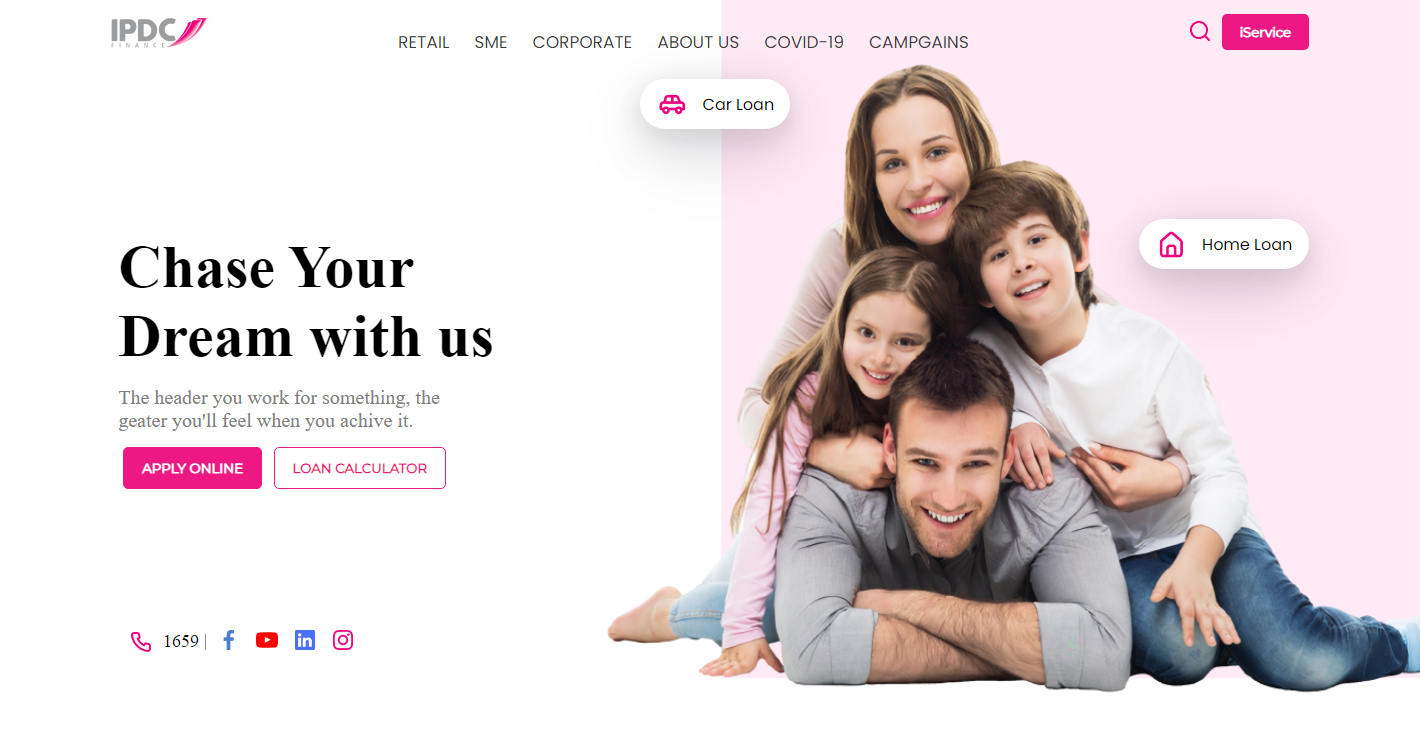 IPDC
FINANCE
RETAIL SME CORPORATE ABOUT US COVID-19 CAMPGAINS
iService
Car Loan
Home Loan
Chase Your
Dream with us
The header you work for something, the
geater you'll feel when you achive it.
APPLY ONLINE LOAN CALCULATOR
1659 |